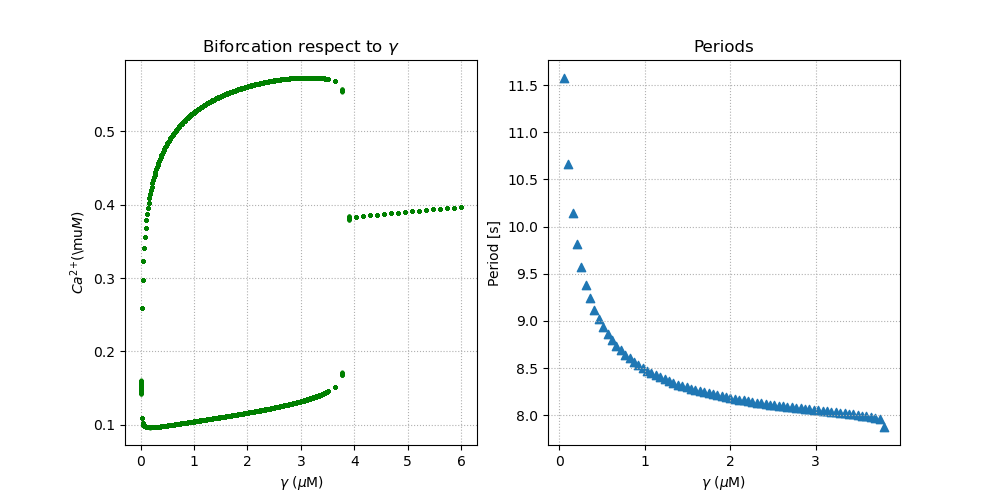 Biforcation respect to γ
Ca²⁺(\muM)
0.5
0.4
0.3
0.2
0.1
0 1 2 3 4 5 6
γ (μM)
Periods
Period [s]
11.5
11.0
10.5
10.0
9.5
9.0
8.5
8.0
0 1 2 3
γ (μM)